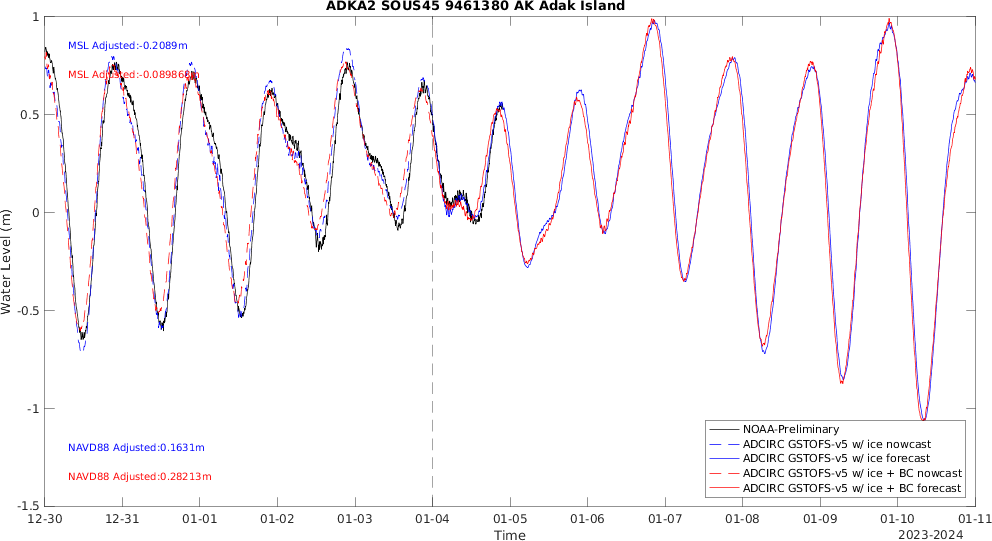 ADKA2 SOUS45 9461380 AK Adak Island
1
0.5
0
-0.5
-1
-1.5
Water Level (m)
MSL Adjusted:-0.2089m
MSL Adjusted:-0.08986
NAVD88 Adjusted:0.1631m
NAVD88 Adjusted:0.28213m
NOAA-Preliminary
ADCIRC GSTOFS-v5 w/ ice nowcast
ADCIRC GSTOFS-v5 w/ ice forecast
ADCIRC GSTOFS-v5 w/ ice + BC nowcast
ADCIRC GSTOFS-v5 w/ ice + BC forecast
12-30 12-31 01-01 01-02 01-03 01-04 01-05 01-06 01-07 01-08 01-09 01-10 01-11
Time
2023-2024